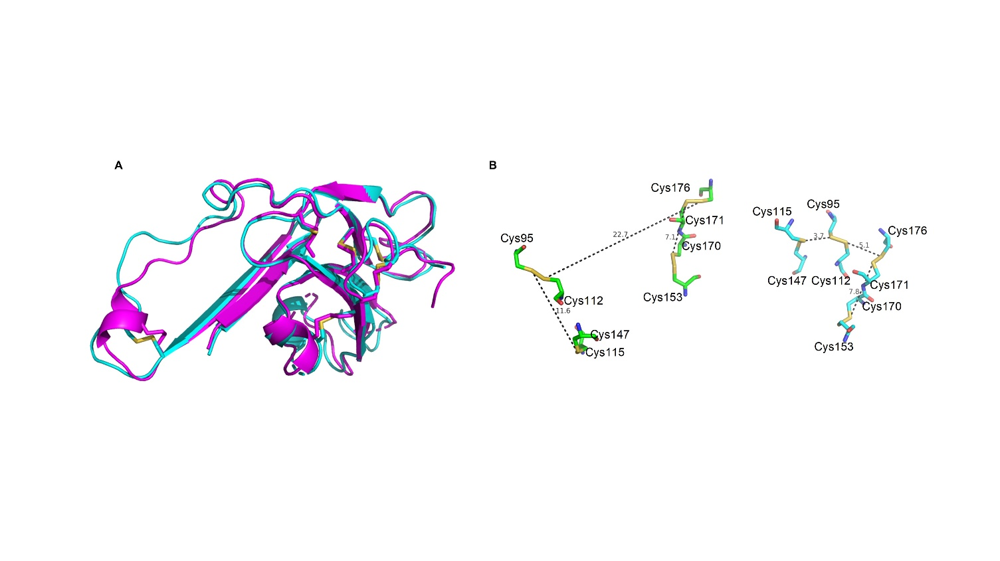 A
B
Cys176
Cys171
22.7
7.1
Cys170
Cys95
Cys153
Cys112
11.6
Cys147
Cys115
Cys95
Cys115
Cys176
3.7
5.1
Cys147
Cys112
Cys171
7.8
Cys170
Cys153